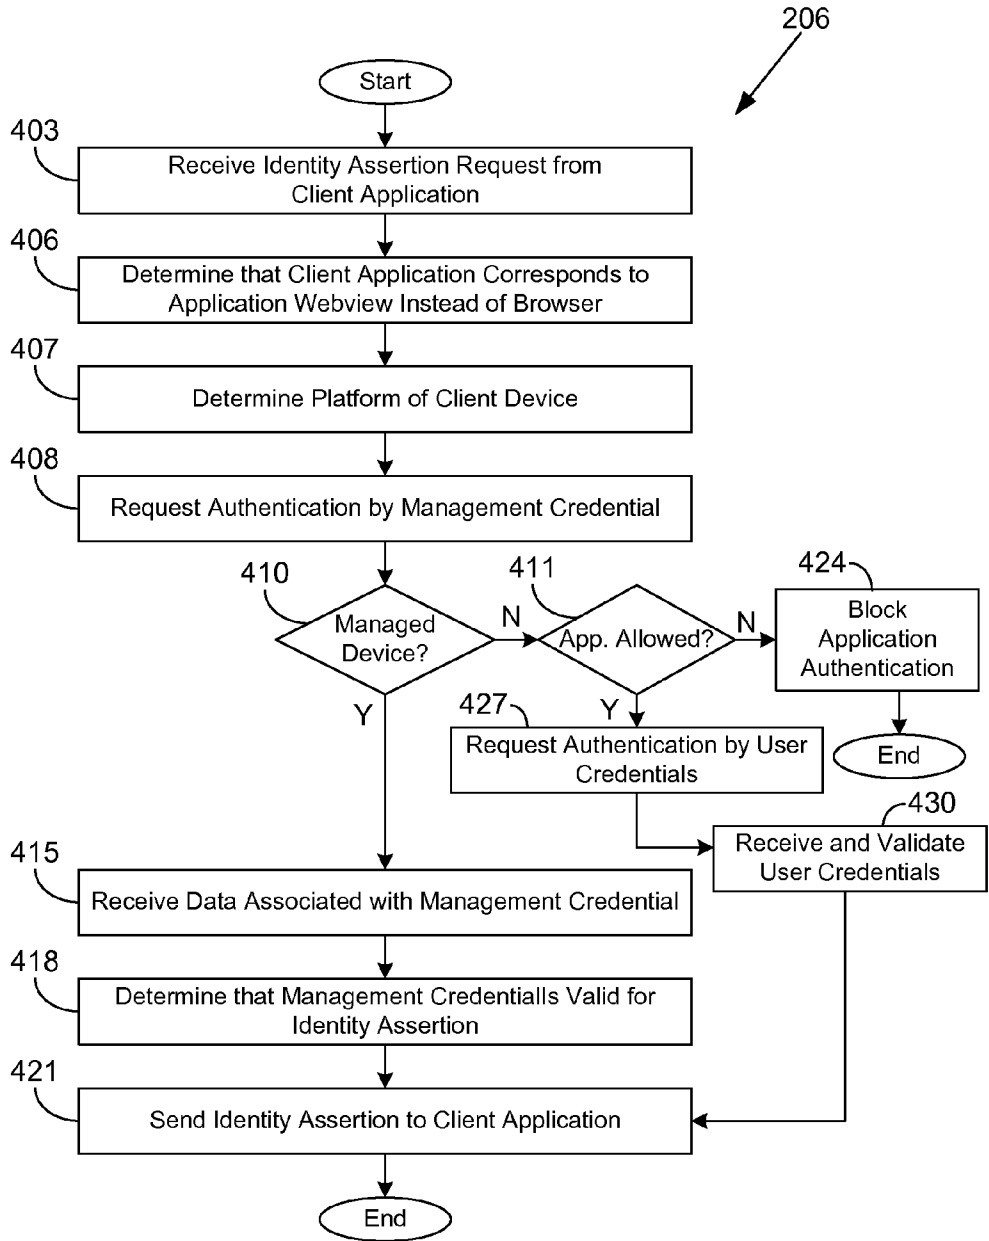 206
Start
403
Receive Identity Assertion Request from
Client Application
406
Determine that Client Application Corresponds to
Application Webview Instead of Browser
407
Determine Platform of Client Device
408
Request Authentication by Management Credential
410
Managed
Device?
N
Y
411
App. Allowed?
N
Y
424
Block
Application
Authentication
End
427
Request Authentication by User
Credentials
430
Receive and Validate
User Credentials
415
Receive Data Associated with Management Credential
418
Determine that Management CredentialIs Valid for
Identity Assertion
421
Send Identity Assertion to Client Application
End